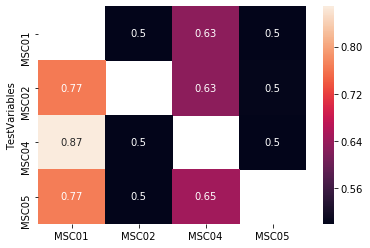 TestVariables
MSC01 0.5 0.63 0.5
MSC02 0.77 0.63 0.5
MSC04 0.87 0.5 0.5
MSC05 0.77 0.5 0.65
MSC01 MSC02 MSC04 MSC05
0.80
0.72
0.64
0.56